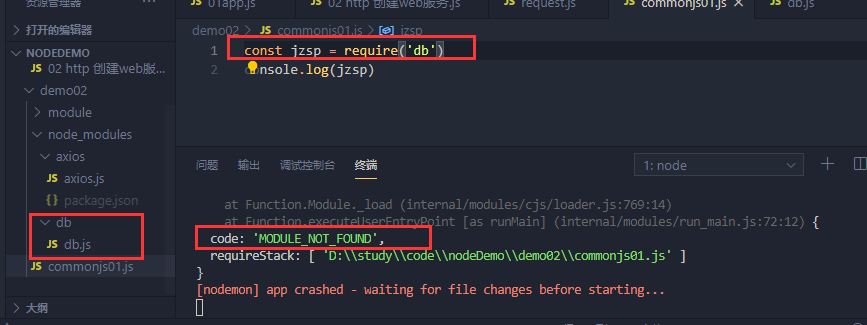 资源管理器
打开的编辑器
NODEDEMO
JS 02 http 创建web服...
demo02
module
node_modules
axios
JS axios.js
{} package.json
db
JS db.js
JS commonjs01.js
大纲
01app.js
02 http 创建web服务.js
JS request.js
commonjs01.js
JS db.js
demo02 > JS commonjs01.js > jzsp
1 const jzsp = require('db')
2 console.log(jzsp)
问题 输出 调试控制台 终端
1: node
at Function.Module._load (internal/modules/cjs/loader.js:769:14)
at Function.executeUserEntryPoint [as runMain] (internal/modules/run_main.js:72:12) {
code: 'MODULE_NOT_FOUND',
requireStack: [ 'D:\\study\\code\\nodeDemo\\demo02\\commonjs01.js' ]
}
[nodemon] app crashed - waiting for file changes before starting...